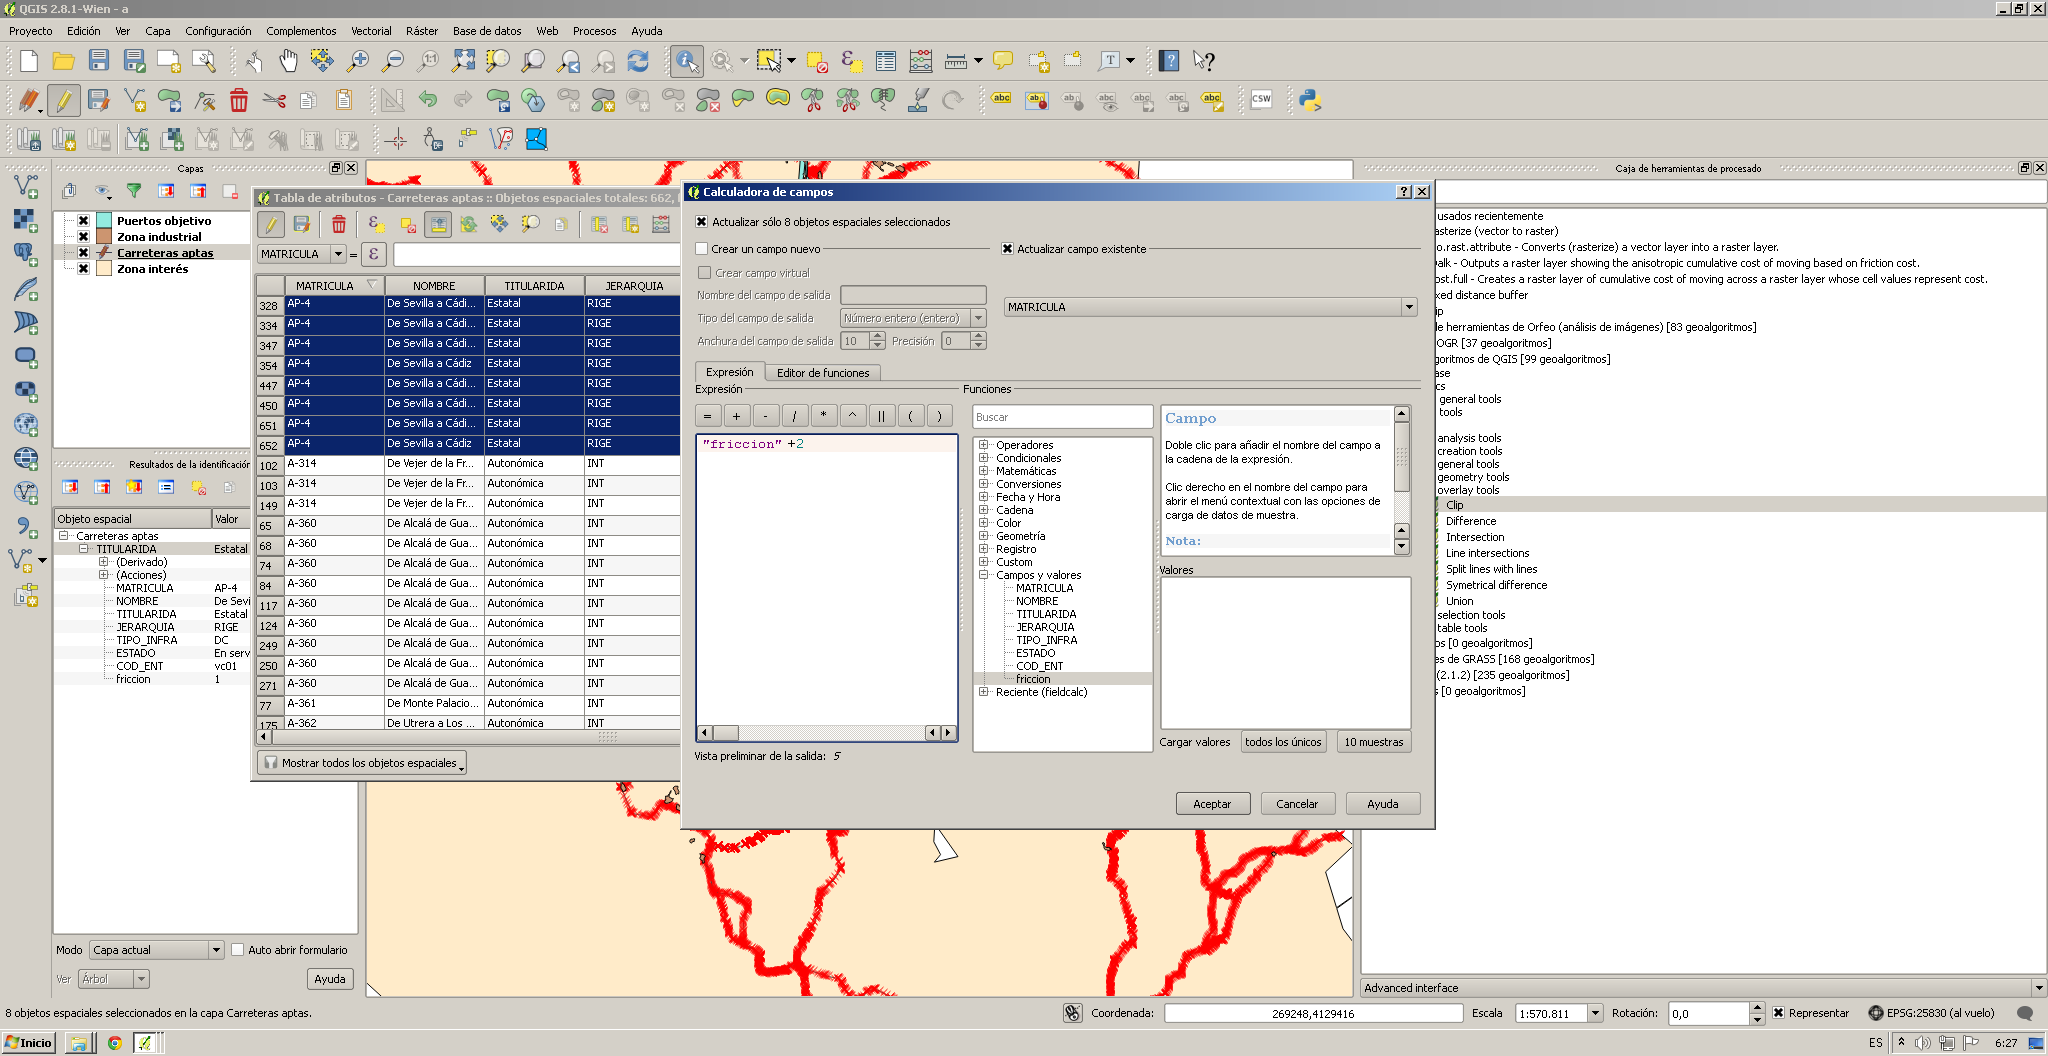 QGIS 2.8.1-Wien - a
Proyecto Edición Ver Capa Configuración Complementos Vectorial Ráster Base de datos Web Procesos Ayuda
Capas
Puertos objetivo
Zona industrial
Carreteras aptas
Zona interés
Resultados de la identificación
Objeto espacial Valor
Carreteras aptas
TITULARIDA Estatal
(Derivado)
(Acciones)
MATRICULA AP-4
NOMBRE De Sevi
TITULARIDA Estatal
JERARQUIA RIGE
TIPO_INFRA DC
ESTADO En serv
COD_ENT vc01
friccion 1
Modo Capa actual Auto abrir formulario
Ver Árbol Ayuda
Tabla de atributos - Carreteras aptas :: Objetos espaciales totales: 662,
MATRICULA =
MATRICULA NOMBRE TITULARIDA JERARQUIA
328 AP-4 De Sevilla a Cádi... Estatal RIGE
334 AP-4 De Sevilla a Cádi... Estatal RIGE
347 AP-4 De Sevilla a Cádi... Estatal RIGE
354 AP-4 De Sevilla a Cádiz Estatal RIGE
447 AP-4 De Sevilla a Cádi... Estatal RIGE
450 AP-4 De Sevilla a Cádi... Estatal RIGE
651 AP-4 De Sevilla a Cádi... Estatal RIGE
652 AP-4 De Sevilla a Cádiz Estatal RIGE
102 A-314 De Vejer de la Fr... Autonómica INT
103 A-314 De Vejer de la Fr... Autonómica INT
149 A-314 De Vejer de la Fr... Autonómica INT
65 A-360 De Alcalá de Gua... Autonómica INT
68 A-360 De Alcalá de Gua... Autonómica INT
74 A-360 De Alcalá de Gua... Autonómica INT
84 A-360 De Alcalá de Gua... Autonómica INT
117 A-360 De Alcalá de Gua... Autonómica INT
124 A-360 De Alcalá de Gua... Autonómica INT
249 A-360 De Alcalá de Gua... Autonómica INT
250 A-360 De Alcalá de Gua... Autonómica INT
271 A-360 De Alcalá de Gua... Autonómica INT
77 A-361 De Monte Palacio... Autonómica INT
175 A-362 De Utrera a Los ... Autonómica INT
Mostrar todos los objetos espaciales
Calculadora de campos
Actualizar sólo 8 objetos espaciales seleccionados
Crear un campo nuevo Actualizar campo existente
Crear campo virtual
Nombre del campo de salida
MATRICULA
Tipo del campo de salida Número entero (entero)
Anchura del campo de salida 10 Precisión 0
Expresión Editor de funciones
Expresión Funciones
= + - / * ^ || ( )
"friccion" +2
Vista preliminar de la salida: 5
Buscar
Operadores
Condicionales
Matemáticas
Conversiones
Fecha y Hora
Cadena
Color
Geometría
Registro
Custom
Campos y valores
MATRICULA
NOMBRE
TITULARIDA
JERARQUIA
TIPO_INFRA
ESTADO
COD_ENT
friccion
Reciente (fieldcalc)
Campo
Doble clic para añadir el nombre del campo a
la cadena de la expresión.
Clic derecho en el nombre del campo para
abrir el menú contextual con las opciones de
carga de datos de muestra.
Nota:
Valores
Cargar valores todos los únicos 10 muestras
Aceptar Cancelar Ayuda
Caja de herramientas de procesado
usados recientemente
asterize (vector to raster)
o.rast.attribute - Converts (rasterize) a vector layer into a raster layer.
alk - Outputs a raster layer showing the anisotropic cumulative cost of moving based on friction cost.
ost.full - Creates a raster layer of cumulative cost of moving across a raster layer whose cell values represent cost.
xed distance buffer
ip
le herramientas de Orfeo (análisis de imágenes) [83 geoalgoritmos]
OGR [37 geoalgoritmos]
goritmos de QGIS [99 geoalgoritmos]
ase
cs
general tools
tools
analysis tools
creation tools
general tools
geometry tools
overlay tools
Clip
Difference
Intersection
Line intersections
Split lines with lines
Symetrical difference
Union
selection tools
table tools
os [0 geoalgoritmos]
es de GRASS [168 geoalgoritmos]
(2.1.2) [235 geoalgoritmos]
s [0 geoalgoritmos]
Advanced interface
8 objetos espaciales seleccionados en la capa Carreteras aptas.
Coordenada: 269248,4129416 Escala 1:570.811 Rotación: 0,0 Representar EPSG:25830 (al vuelo)
Inicio ES 6:27